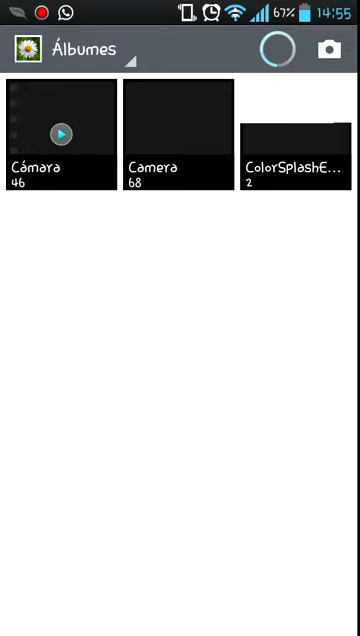 67% 14:55
Álbumes
Cámara
46
Camera
68
ColorSplashE...
2